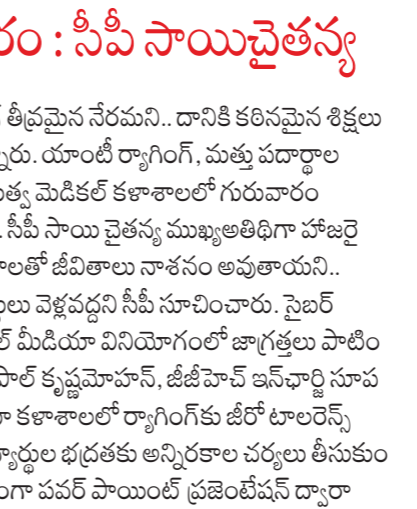 రం : సీపీ సాయిచైతన్య
తీవ్రమైన నేరమని.. దానికి కఠినమైన శిక్షలు
న్నారు. యాంటీ ర్యాగింగ్, మత్తు పదార్థాల
త్వ మెడికల్ కళాశాలలో గురువారం
. సీపీ సాయి చైతన్య ముఖ్యఅతిథిగా హాజరై
ాలతో జీవితాలు నాశనం అవుతాయని..
్లు వెళ్లవద్దని సీపీ సూచించారు. సైబర్
ల్ మీడియా వినియోగంలో జాగ్రత్తలు పాటిం
పాల్ కృష్ణమోహన్, జీజీహెచ్ ఇన్‌ఛార్జి సూప
ా కళాశాలలో ర్యాగింగ్‌కు జీరో టాలరెన్స్
్యార్థుల భద్రతకు అన్నిరకాల చర్యలు తీసుకుం
ంగా పవర్ పాయింట్ ప్రజెంటేషన్ ద్వారా